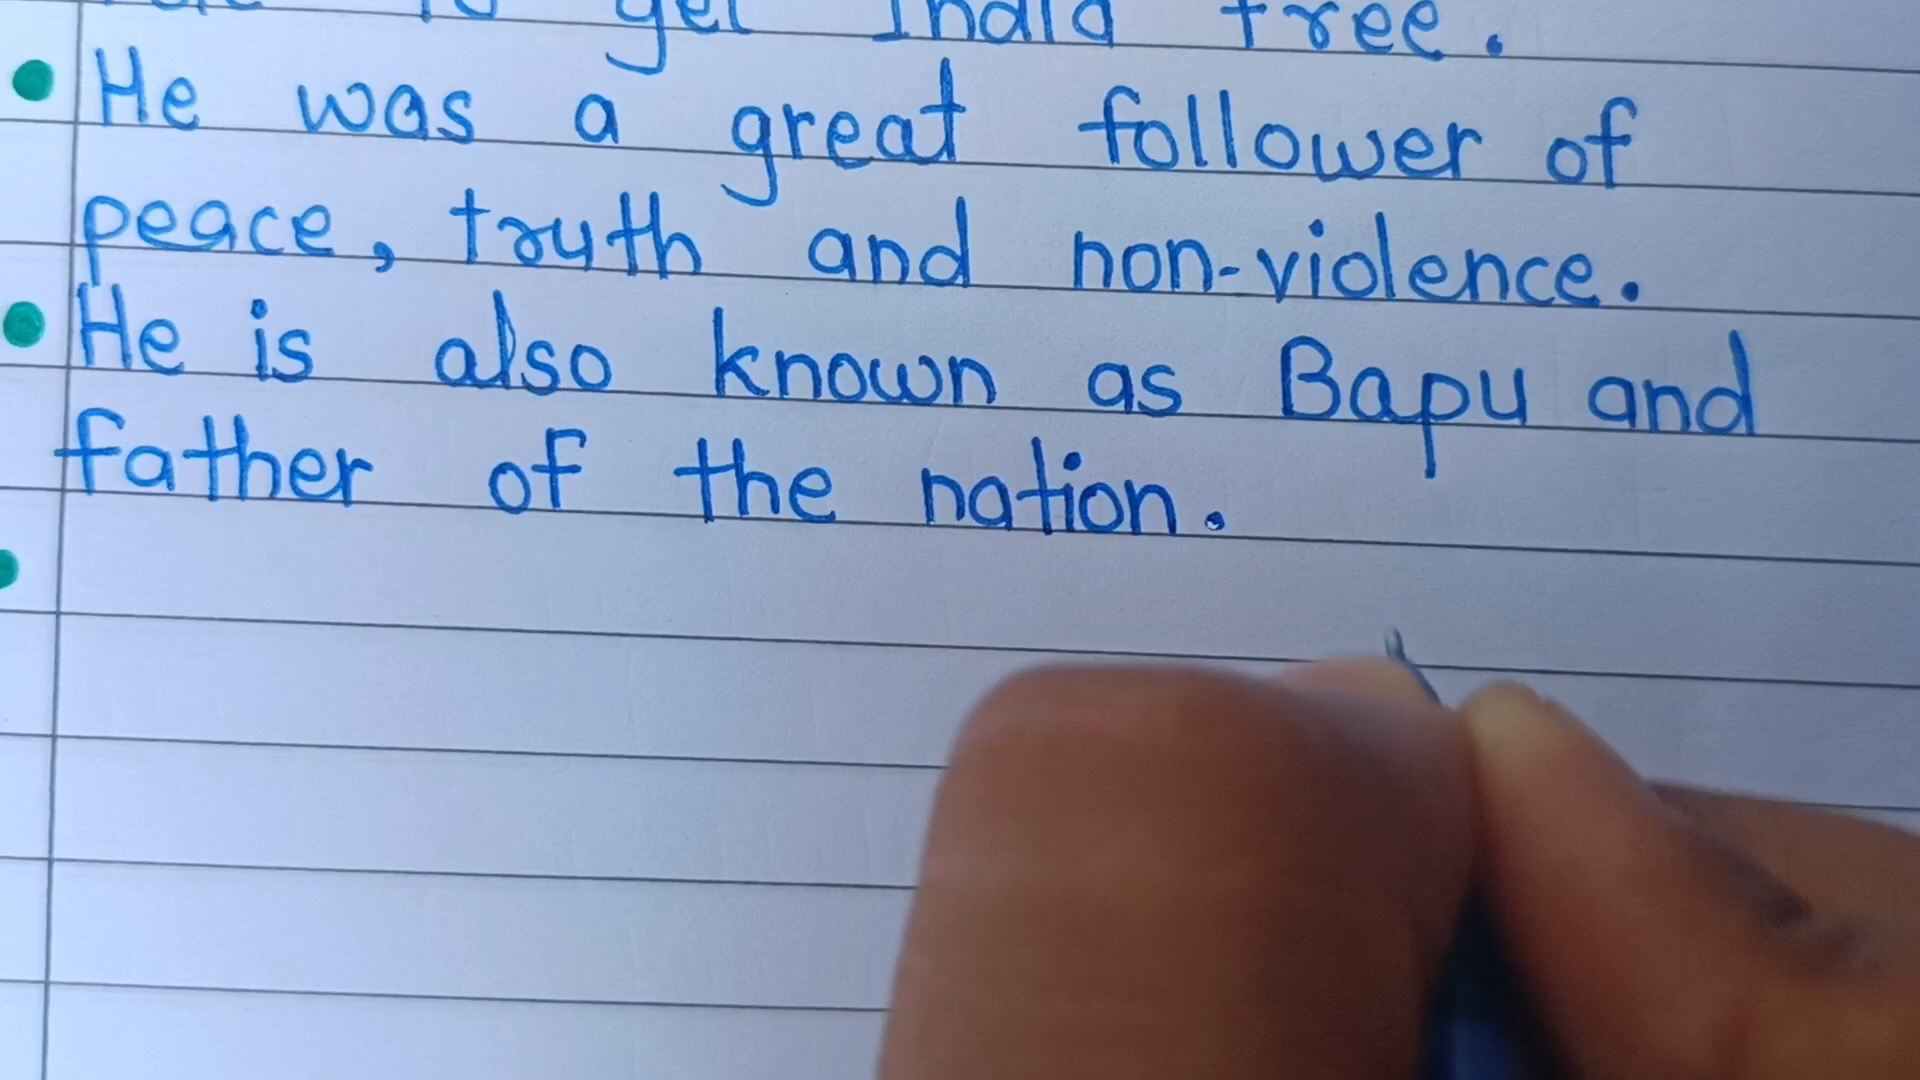 to get India free.
He was a great follower of
peace, truth and non-violence.
He is also known as Bapu and
father of the nation.